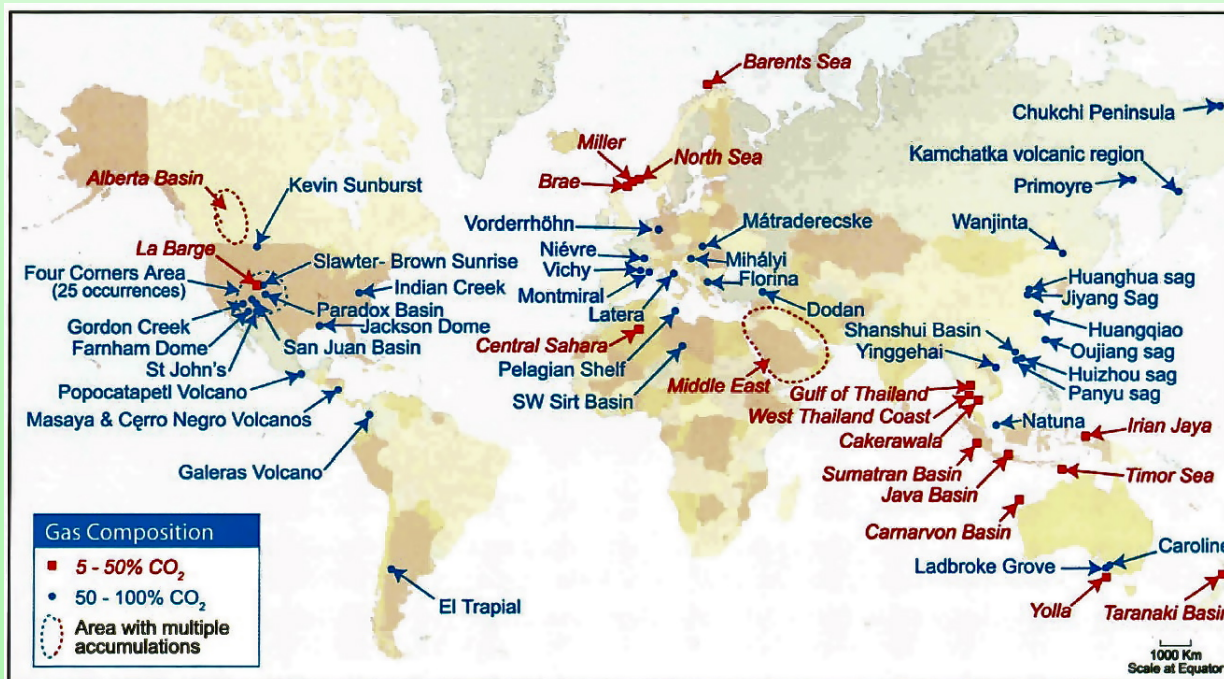 Barents Sea
Chukchi Peninsula
Miller
North Sea
Kamchatka volcanic region
Alberta Basin
Kevin Sunburst
Brae
Primoyre
Vorderrhöhn
Mátraderecske
Wanjinta
La Barge
Slawter- Brown Sunrise
Niévre
Mihályi
Four Corners Area
(25 occurrences)
Indian Creek
Vichy
Florina
Huanghua sag
Montmiral
Jiyang Sag
Paradox Basin
Latera
Dodan
Gordon Creek
Jackson Dome
Shanshui Basin
Huangqiao
Farnham Dome
San Juan Basin
Central Sahara
Yinggehai
Oujiang sag
St John's
Pelagian Shelf
Huizhou sag
Popocatapetl Volcano
Middle East
Gulf of Thailand
Panyu sag
SW Sirt Basin
West Thailand Coast
Masaya & Cęrro Negro Volcanos
Cakerawala
Natuna
Irian Jaya
Galeras Volcano
Sumatran Basin
Timor Sea
Java Basin
Carnarvon Basin
Gas Composition
5 - 50% CO₂
50 - 100% CO₂
Area with multiple
accumulations
El Trapial
Ladbroke Grove
Caroline
Yolla
Taranaki Basin
1000 Km
Scale at Equator